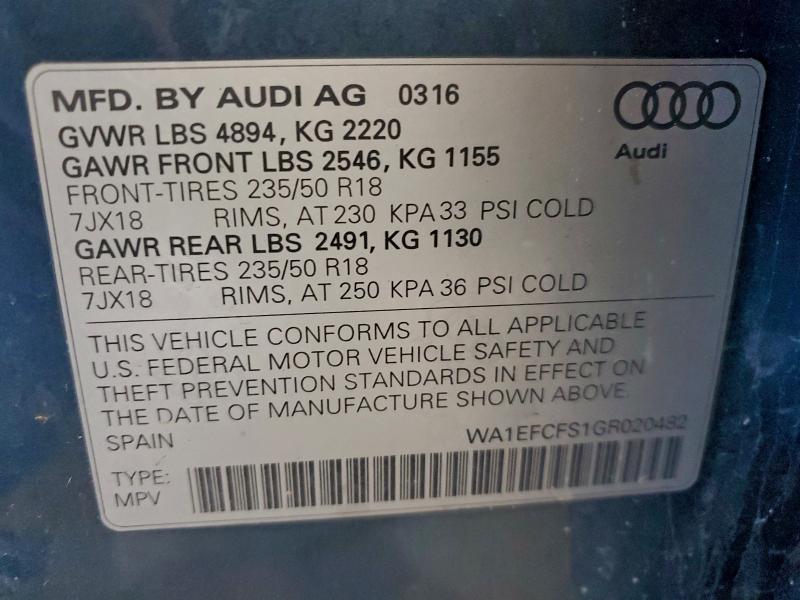 MFD. BY AUDI AG 0316
GVWR LBS 4894, KG 2220
GAWR FRONT LBS 2546, KG 1155
FRONT-TIRES 235/50 R18
7JX18 RIMS, AT 230 KPA 33 PSI COLD
GAWR REAR LBS 2491, KG 1130
REAR-TIRES 235/50 R18
7JX18 RIMS, AT 250 KPA 36 PSI COLD
Audi
THIS VEHICLE CONFORMS TO ALL APPLICABLE
U.S. FEDERAL MOTOR VEHICLE SAFETY AND
THEFT PREVENTION STANDARDS IN EFFECT ON
THE DATE OF MANUFACTURE SHOWN ABOVE.
SPAIN WA1EFCFS1GR020482
TYPE:
MPV